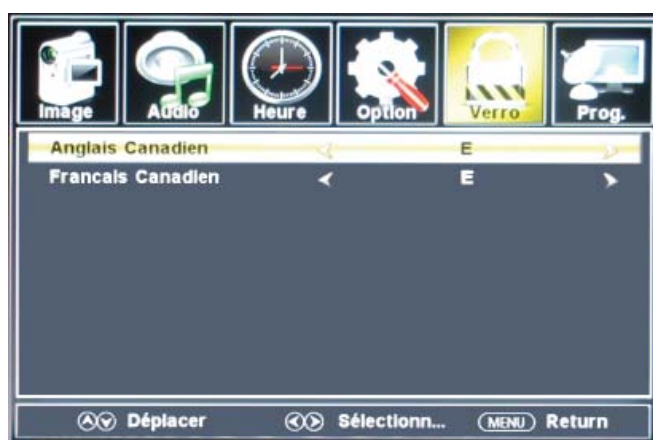 Image Audio Heure Option Verro Prog.
Anglais Canadien E
Francais Canadien E
Déplacer Sélectionn... MENU Return